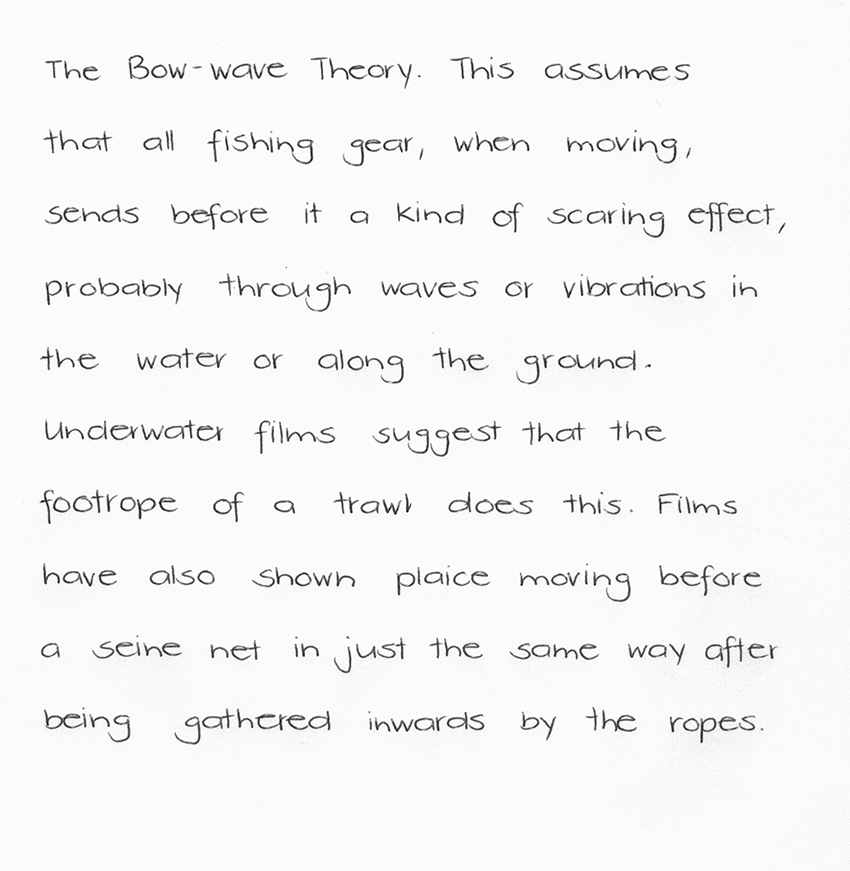 The Bow-wave Theory. This assumes
that all fishing gear, when moving,
sends before it a kind of scaring effect,
probably through waves or vibrations in
the water or along the ground.
Underwater films suggest that the
footrope of a trawl does this. Films
have also shown plaice moving before
a seine net in just the same way after
being gathered inwards by the ropes.